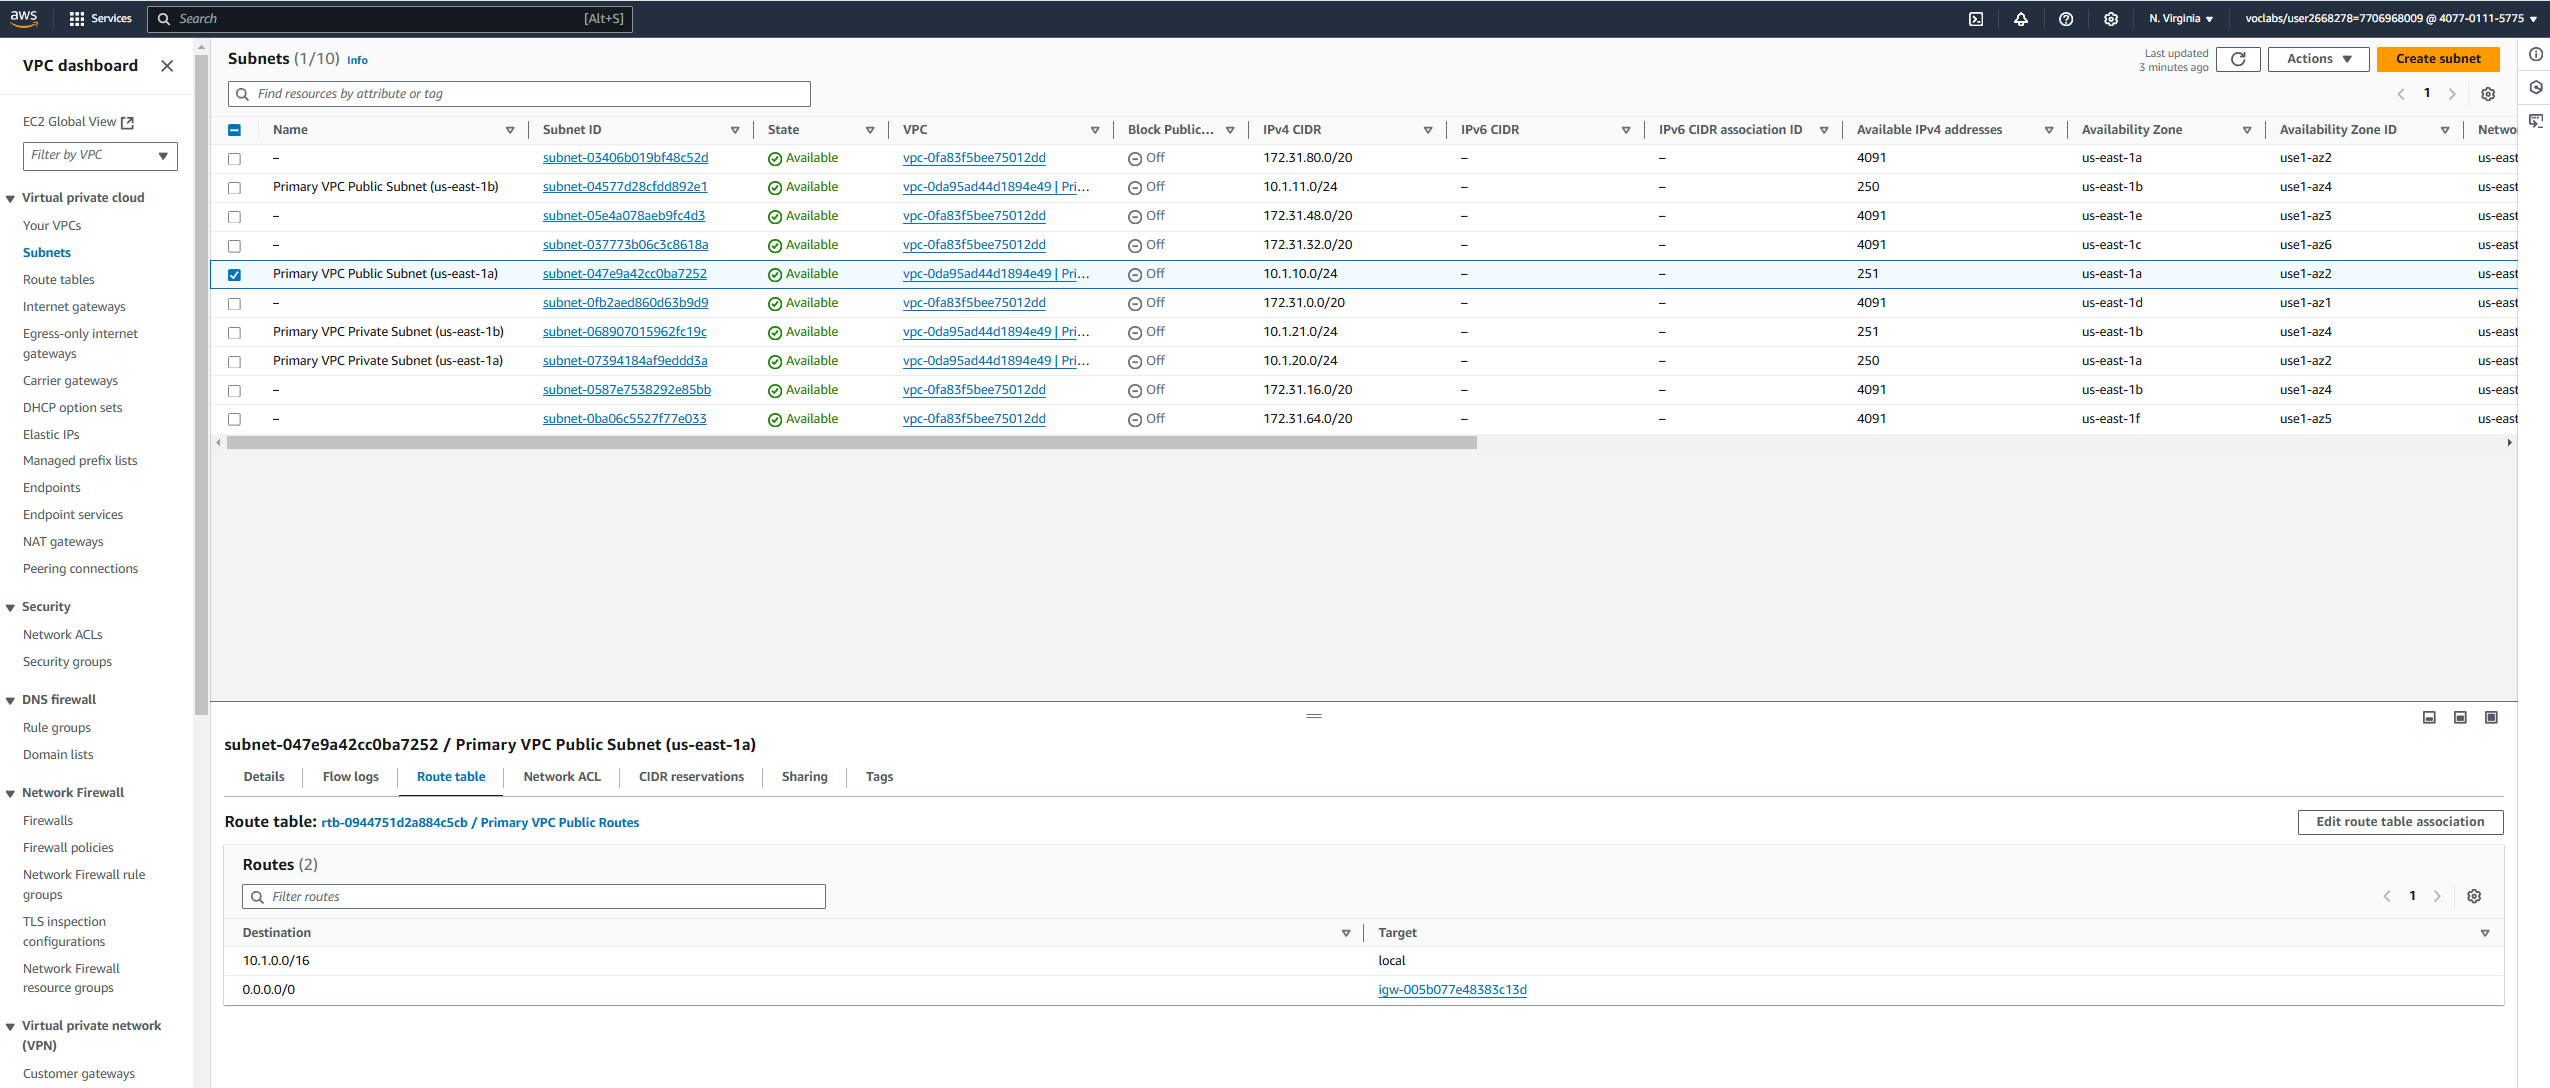 aws
Services
Search
[Alt+S]
N. Virginia
voclabs/user2668278=7706968009 @ 4077-0111-5775
VPC dashboard
EC2 Global View
Filter by VPC
Virtual private cloud
Your VPCs
Subnets
Route tables
Internet gateways
Egress-only internet
gateways
Carrier gateways
DHCP option sets
Elastic IPs
Managed prefix lists
Endpoints
Endpoint services
NAT gateways
Peering connections
Security
Network ACLs
Security groups
DNS firewall
Rule groups
Domain lists
Network Firewall
Firewalls
Firewall policies
Network Firewall rule
groups
TLS inspection
configurations
Network Firewall
resource groups
Virtual private network
(VPN)
Customer gateways
Subnets (1/10) Info
Last updated
3 minutes ago
Actions
Create subnet
Find resources by attribute or tag
1
Name Subnet ID State VPC Block Public... IPv4 CIDR IPv6 CIDR IPv6 CIDR association ID Available IPv4 addresses Availability Zone Availability Zone ID Netwo
– subnet-03406b019bf48c52d Available vpc-0fa83f5bee75012dd Off 172.31.80.0/20 – – 4091 us-east-1a use1-az2 us-east
Primary VPC Public Subnet (us-east-1b) subnet-04577d28cfdd892e1 Available vpc-0da95ad44d1894e49 | Pri... Off 10.1.11.0/24 – – 250 us-east-1b use1-az4 us-east
– subnet-05e4a078aeb9fc4d3 Available vpc-0fa83f5bee75012dd Off 172.31.48.0/20 – – 4091 us-east-1e use1-az3 us-east
– subnet-037773b06c3c8618a Available vpc-0fa83f5bee75012dd Off 172.31.32.0/20 – – 4091 us-east-1c use1-az6 us-east
Primary VPC Public Subnet (us-east-1a) subnet-047e9a42cc0ba7252 Available vpc-0da95ad44d1894e49 | Pri... Off 10.1.10.0/24 – – 251 us-east-1a use1-az2 us-east
– subnet-0fb2aed860d63b9d9 Available vpc-0fa83f5bee75012dd Off 172.31.0.0/20 – – 4091 us-east-1d use1-az1 us-east
Primary VPC Private Subnet (us-east-1b) subnet-068907015962fc19c Available vpc-0da95ad44d1894e49 | Pri... Off 10.1.21.0/24 – – 251 us-east-1b use1-az4 us-east
Primary VPC Private Subnet (us-east-1a) subnet-07394184af9eddd3a Available vpc-0da95ad44d1894e49 | Pri... Off 10.1.20.0/24 – – 250 us-east-1a use1-az2 us-east
– subnet-0587e7538292e85bb Available vpc-0fa83f5bee75012dd Off 172.31.16.0/20 – – 4091 us-east-1b use1-az4 us-east
– subnet-0ba06c5527f77e033 Available vpc-0fa83f5bee75012dd Off 172.31.64.0/20 – – 4091 us-east-1f use1-az5 us-east
subnet-047e9a42cc0ba7252 / Primary VPC Public Subnet (us-east-1a)
Details Flow logs Route table Network ACL CIDR reservations Sharing Tags
Route table: rtb-0944751d2a884c5cb / Primary VPC Public Routes
Edit route table association
Routes (2)
Filter routes
1
Destination Target
10.1.0.0/16 local
0.0.0.0/0 igw-005b077e48383c13d